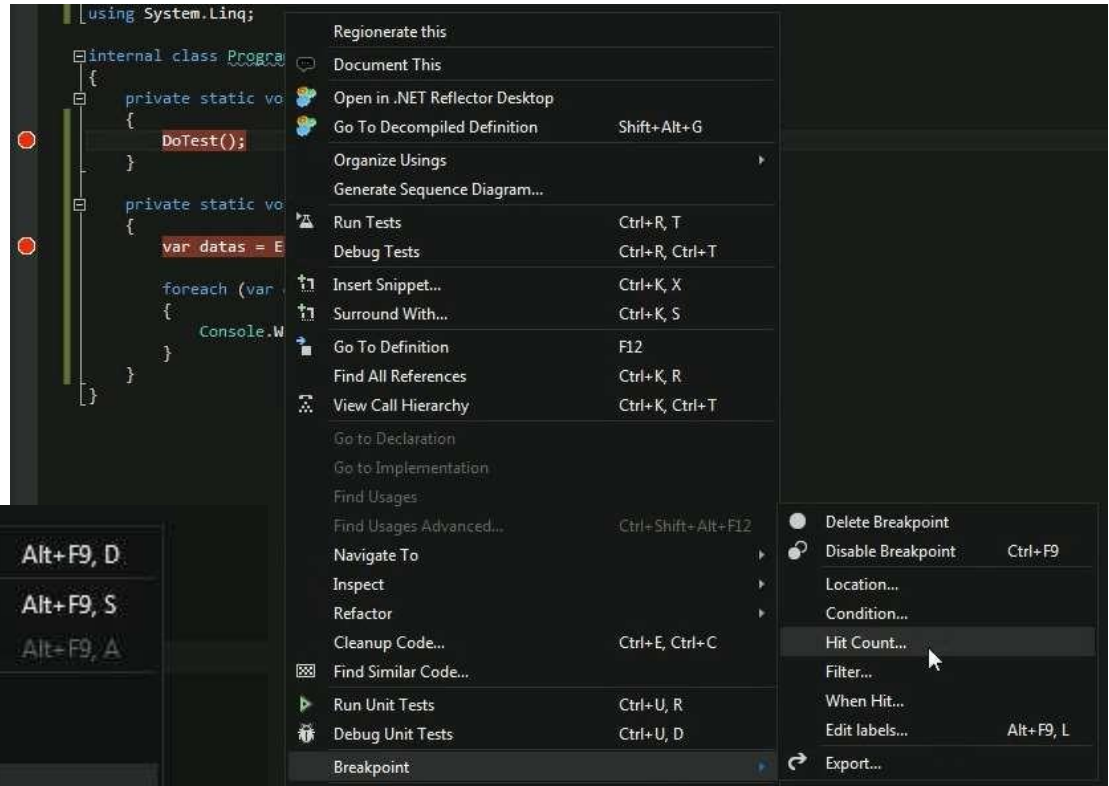 using System.Linq;
internal class Progra
{
private static vo
{
DoTest();
}
private static vo
{
var datas = E
foreach (var
{
Console.W
}
}
}
Regionerate this
Document This
Open in .NET Reflector Desktop
Go To Decompiled Definition Shift+Alt+G
Organize Usings
Generate Sequence Diagram...
Run Tests Ctrl+R, T
Debug Tests Ctrl+R, Ctrl+T
Insert Snippet... Ctrl+K, X
Surround With... Ctrl+K, S
Go To Definition F12
Find All References Ctrl+K, R
View Call Hierarchy Ctrl+K, Ctrl+T
Go to Declaration
Go to Implementation
Find Usages
Find Usages Advanced... Ctrl+Shift+Alt+F12
Navigate To
Inspect
Refactor
Cleanup Code... Ctrl+E, Ctrl+C
Find Similar Code...
Run Unit Tests Ctrl+U, R
Debug Unit Tests Ctrl+U, D
Breakpoint
Alt+F9, D
Alt+F9, S
Alt+F9, A
Delete Breakpoint
Disable Breakpoint Ctrl+F9
Location...
Condition...
Hit Count...
Filter...
When Hit...
Edit labels... Alt+F9, L
Export...